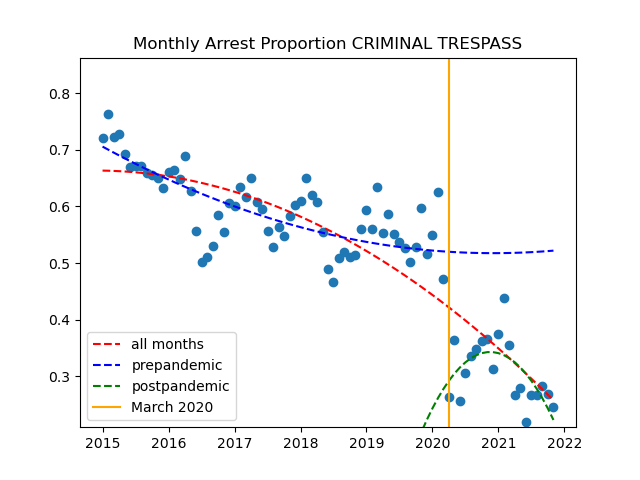 Monthly Arrest Proportion CRIMINAL TRESPASS
0.8
0.7
0.6
0.5
0.4
0.3
all months
prepandemic
postpandemic
March 2020
2015 2016 2017 2018 2019 2020 2021 2022